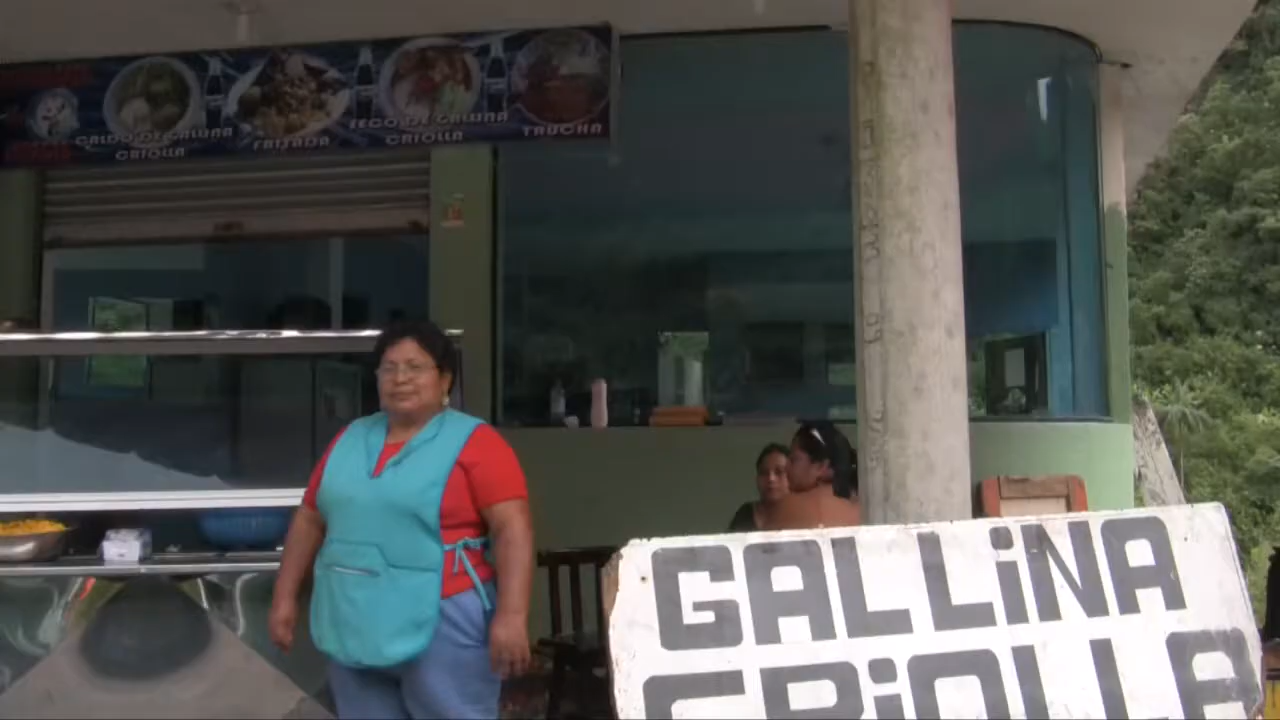 CALDO DE GALLINA
CRIOLLA
FRITADA
SECO DE GALLINA
CRIOLLA
TRUCHA
GALLiNA
CRiOLLA